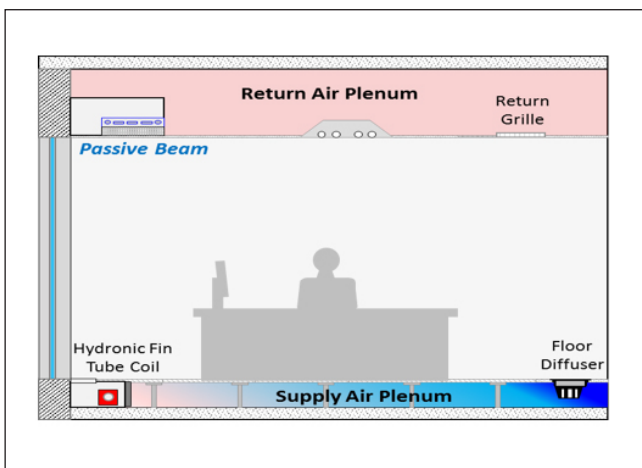 Return Air Plenum
Return
Grille
Passive Beam
Hydronic Fin
Tube Coil
Floor
Diffuser
Supply Air Plenum